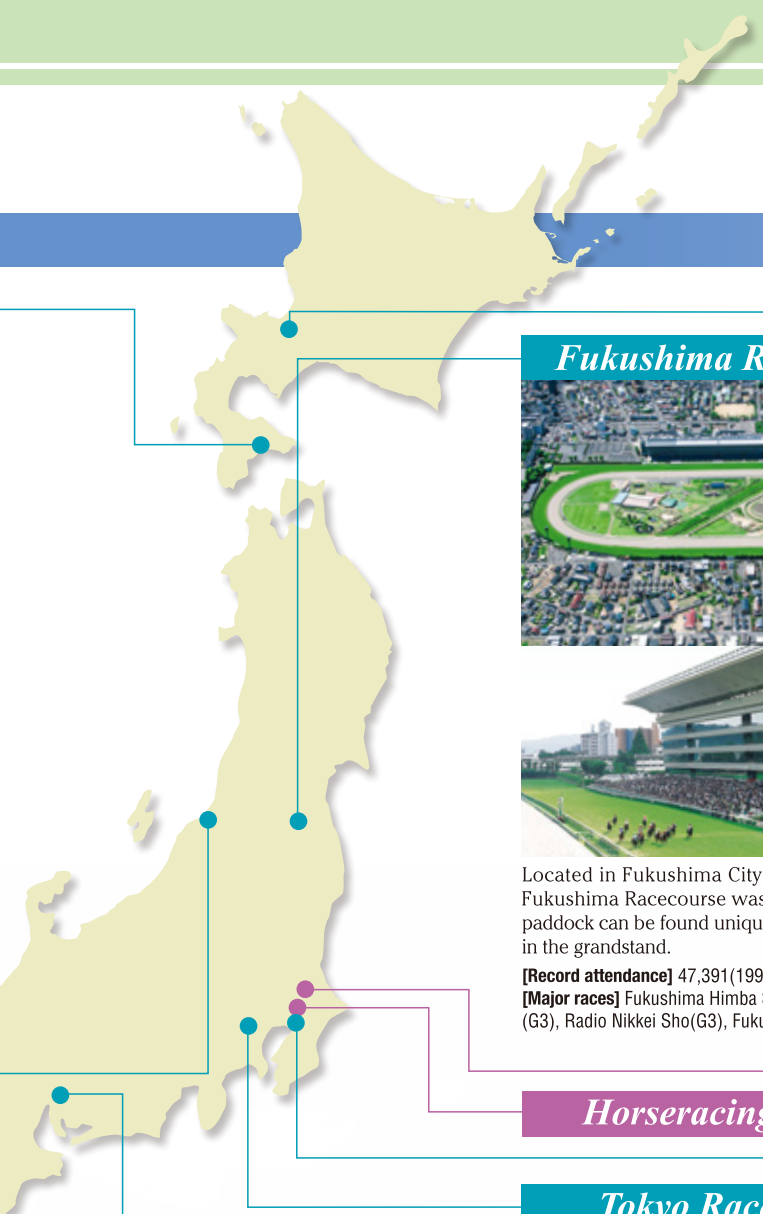 Fukushima R
Located in Fukushima City
Fukushima Racecourse was
paddock can be found uniqu
in the grandstand.
[Record attendance] 47,391(199
[Major races] Fukushima Himba
(G3), Radio Nikkei Sho(G3), Fuku
Horseracing
Tokyo Race